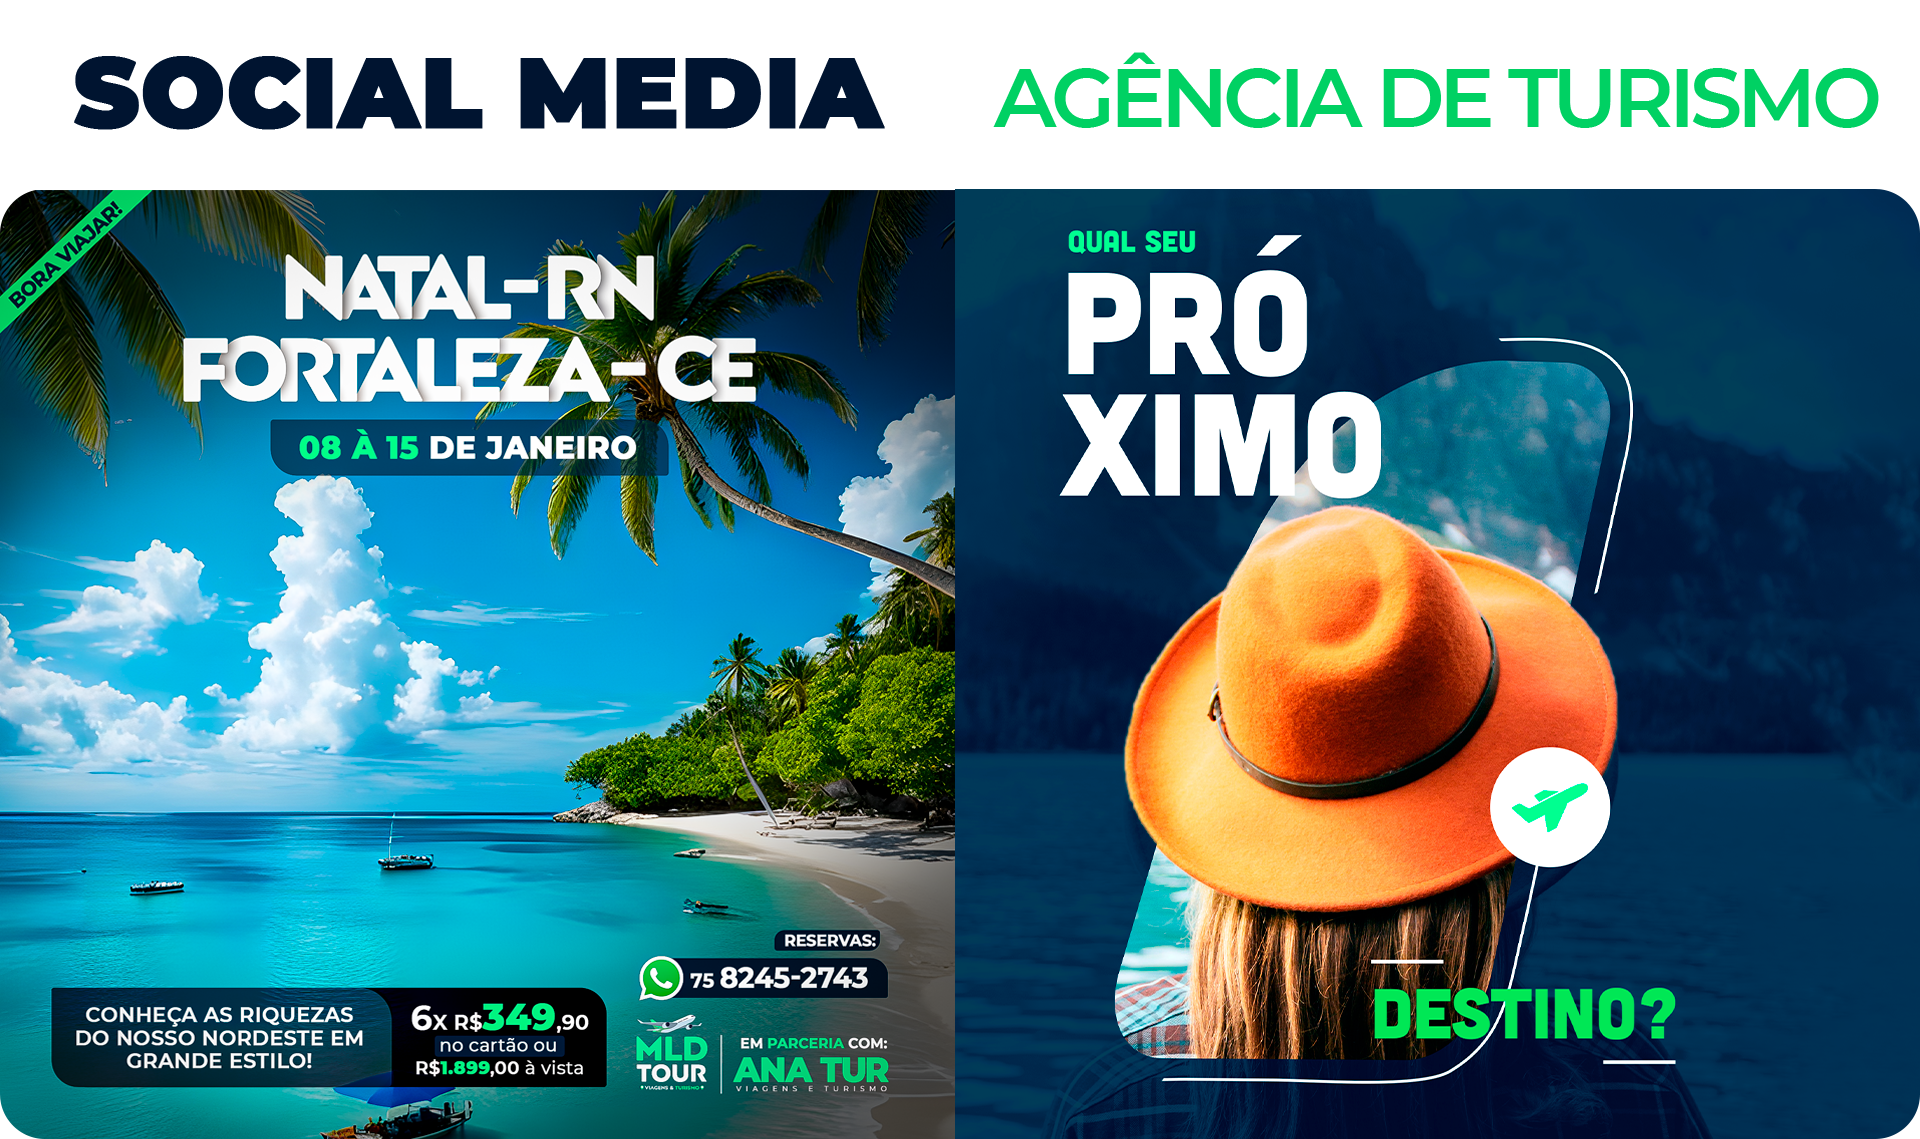 SOCIAL MEDIA
AGÊNCIA DE TURISMO
BORA VIAJAR!
NATAL-RN
FORTALEZA-CE
08 À 15 DE JANEIRO
RESERVAS:
75 8245-2743
CONHEÇA AS RIQUEZAS
DO NOSSO NORDESTE EM
GRANDE ESTILO!
6X R$349,90
no cartão ou
R$1.899,00 à vista
MLD
TOUR
VIAGENS & TURISMO
EM PARCERIA COM:
ANA TUR
VIAGENS E TURISMO
QUAL SEU
PRÓ
XIMO
DESTINO?